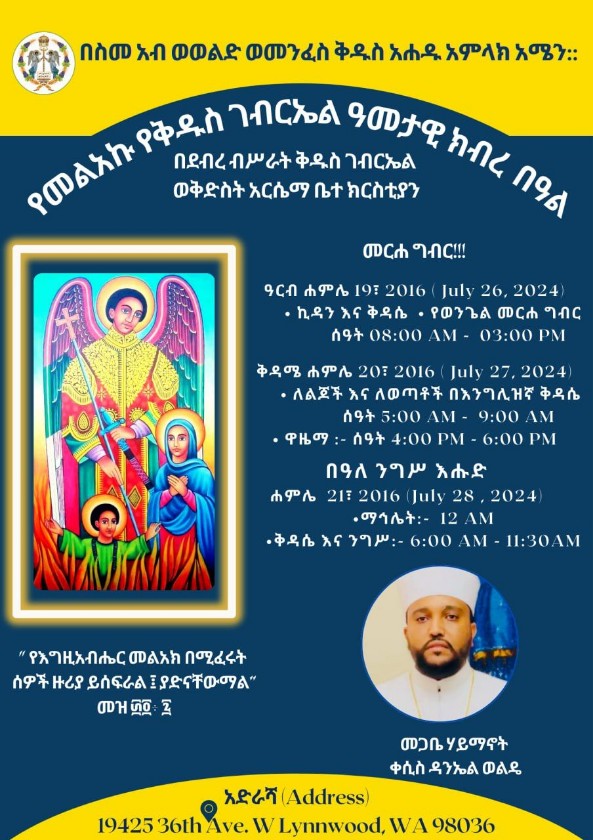 በስመ አብ ወወልድ ወመንፈስ ቅዱስ አሐዱ አምላክ አሜን።
የመልአኩ የቅዱስ ገብርኤል ዓመታዊ ክብረ በዓል
በደብረ ብሥራት ቅዱስ ገብርኤል
ወቅድስት አርሴማ ቤተ ክርስቲያን
መርሐ ግብር!!!
ዓርብ ሐምሌ 19፣ 2016 ( July 26, 2024)
• ኪዳን እና ቅዳሴ • የወንጌል መርሐ ግብር
ሰዓት 08:00 AM - 03:00 PM
ቅዳሜ ሐምሌ 20፣ 2016 ( July 27, 2024)
• ለልጆች እና ለወጣቶች በእንግሊዝኛ ቅዳሴ
ሰዓት 5:00 AM - 9:00 AM
• ዋዜማ :- ሰዓት 4:00 PM - 6:00 PM
በዓለ ንግሥ እሑድ
ሐምሌ 21፣ 2016 (July 28 , 2024)
•ማኅሌት:- 12 AM
•ቅዳሴ እና ንግሥ:- 6:00 AM - 11:30AM
" የእግዚአብሔር መልአክ በሚፈሩት
ሰዎች ዙሪያ ይሰፍራል ፤ ያድናቸውማል"
መዝ ፴፬ ፥ ፯
መጋቤ ሃይማኖት
ቀሲስ ዳንኤል ወልዴ
አድራሻ (Address)
19425 36th Ave. W Lynnwood, WA 98036